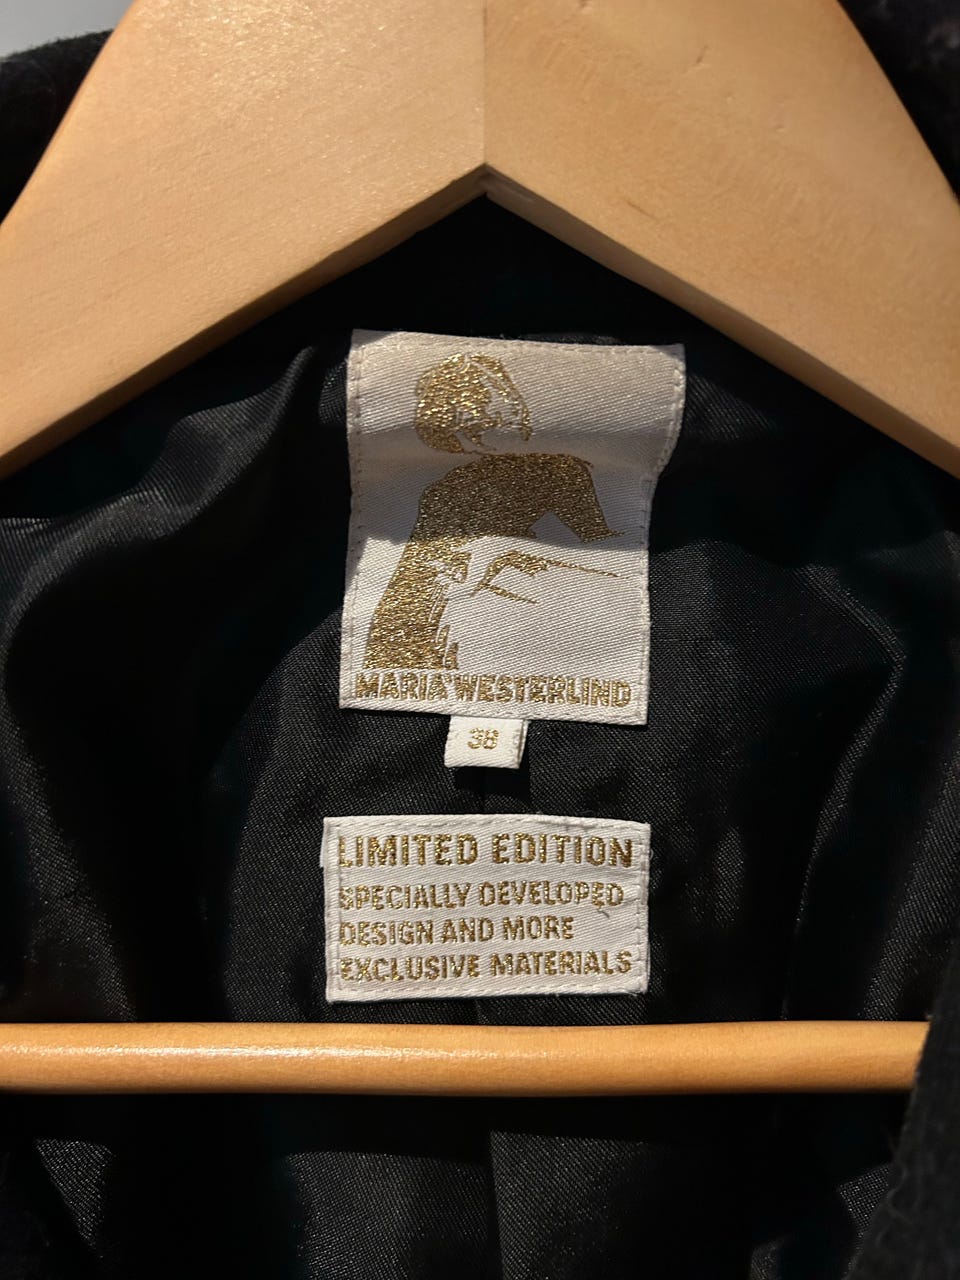 MARIA WESTERLIND
38
LIMITED EDITION
SPECIALLY DEVELOPED
DESIGN AND MORE
EXCLUSIVE MATERIALS